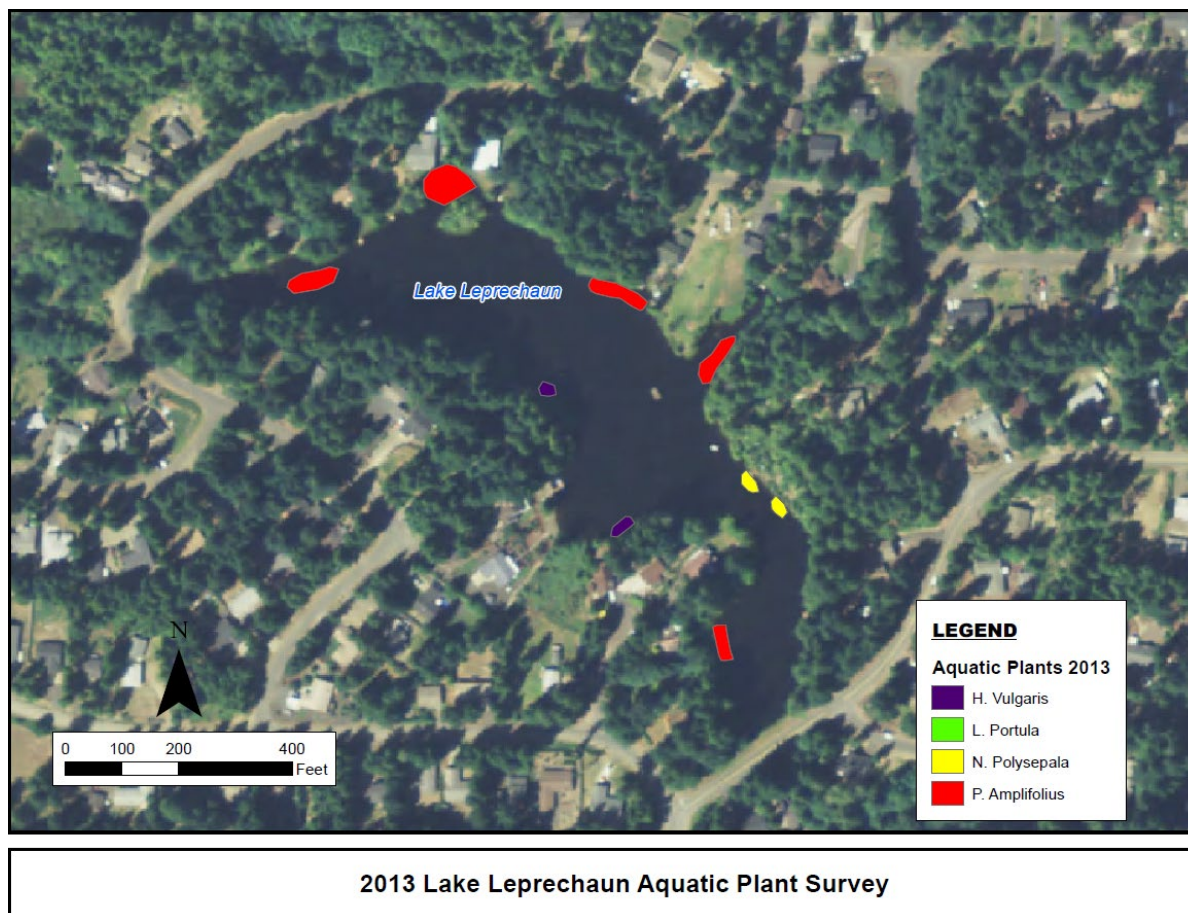 Lake Leprechaun
N
0 100 200 400
Feet
LEGEND
Aquatic Plants 2013
H. Vulgaris
L. Portula
N. Polysepala
P. Amplifolius
2013 Lake Leprechaun Aquatic Plant Survey